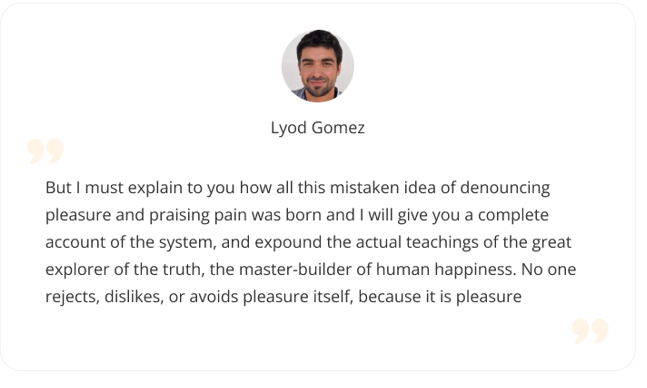 Lyod Gomez
But I must explain to you how all this mistaken idea of denouncing
pleasure and praising pain was born and I will give you a complete
account of the system, and expound the actual teachings of the great
explorer of the truth, the master-builder of human happiness. No one
rejects, dislikes, or avoids pleasure itself, because it is pleasure